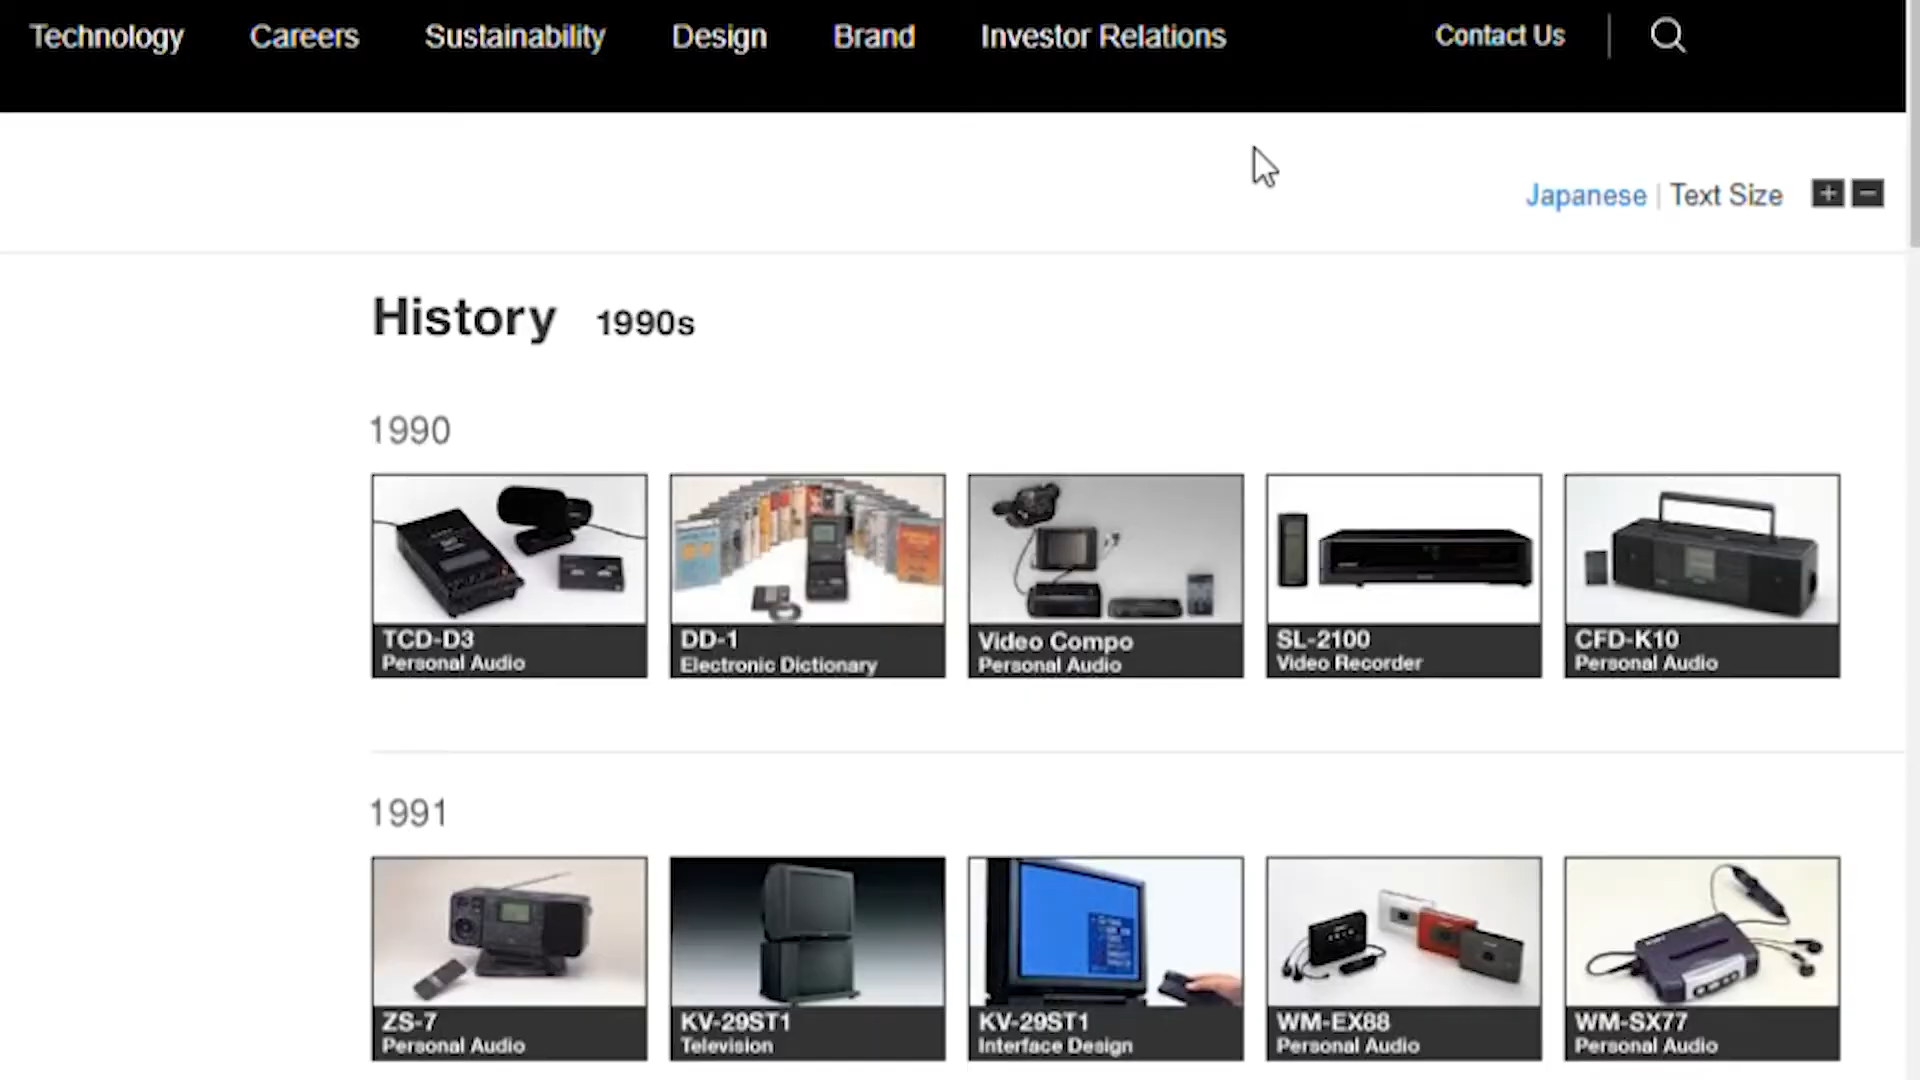 Technology Careers Sustainability Design Brand Investor Relations Contact Us
Japanese | Text Size + −
History 1990s
1990
TCD-D3
Personal Audio
DD-1
Electronic Dictionary
Video Compo
Personal Audio
SL-2100
Video Recorder
CFD-K10
Personal Audio
1991
ZS-7
Personal Audio
KV-29ST1
Television
KV-29ST1
Interface Design
WM-EX88
Personal Audio
WM-SX77
Personal Audio